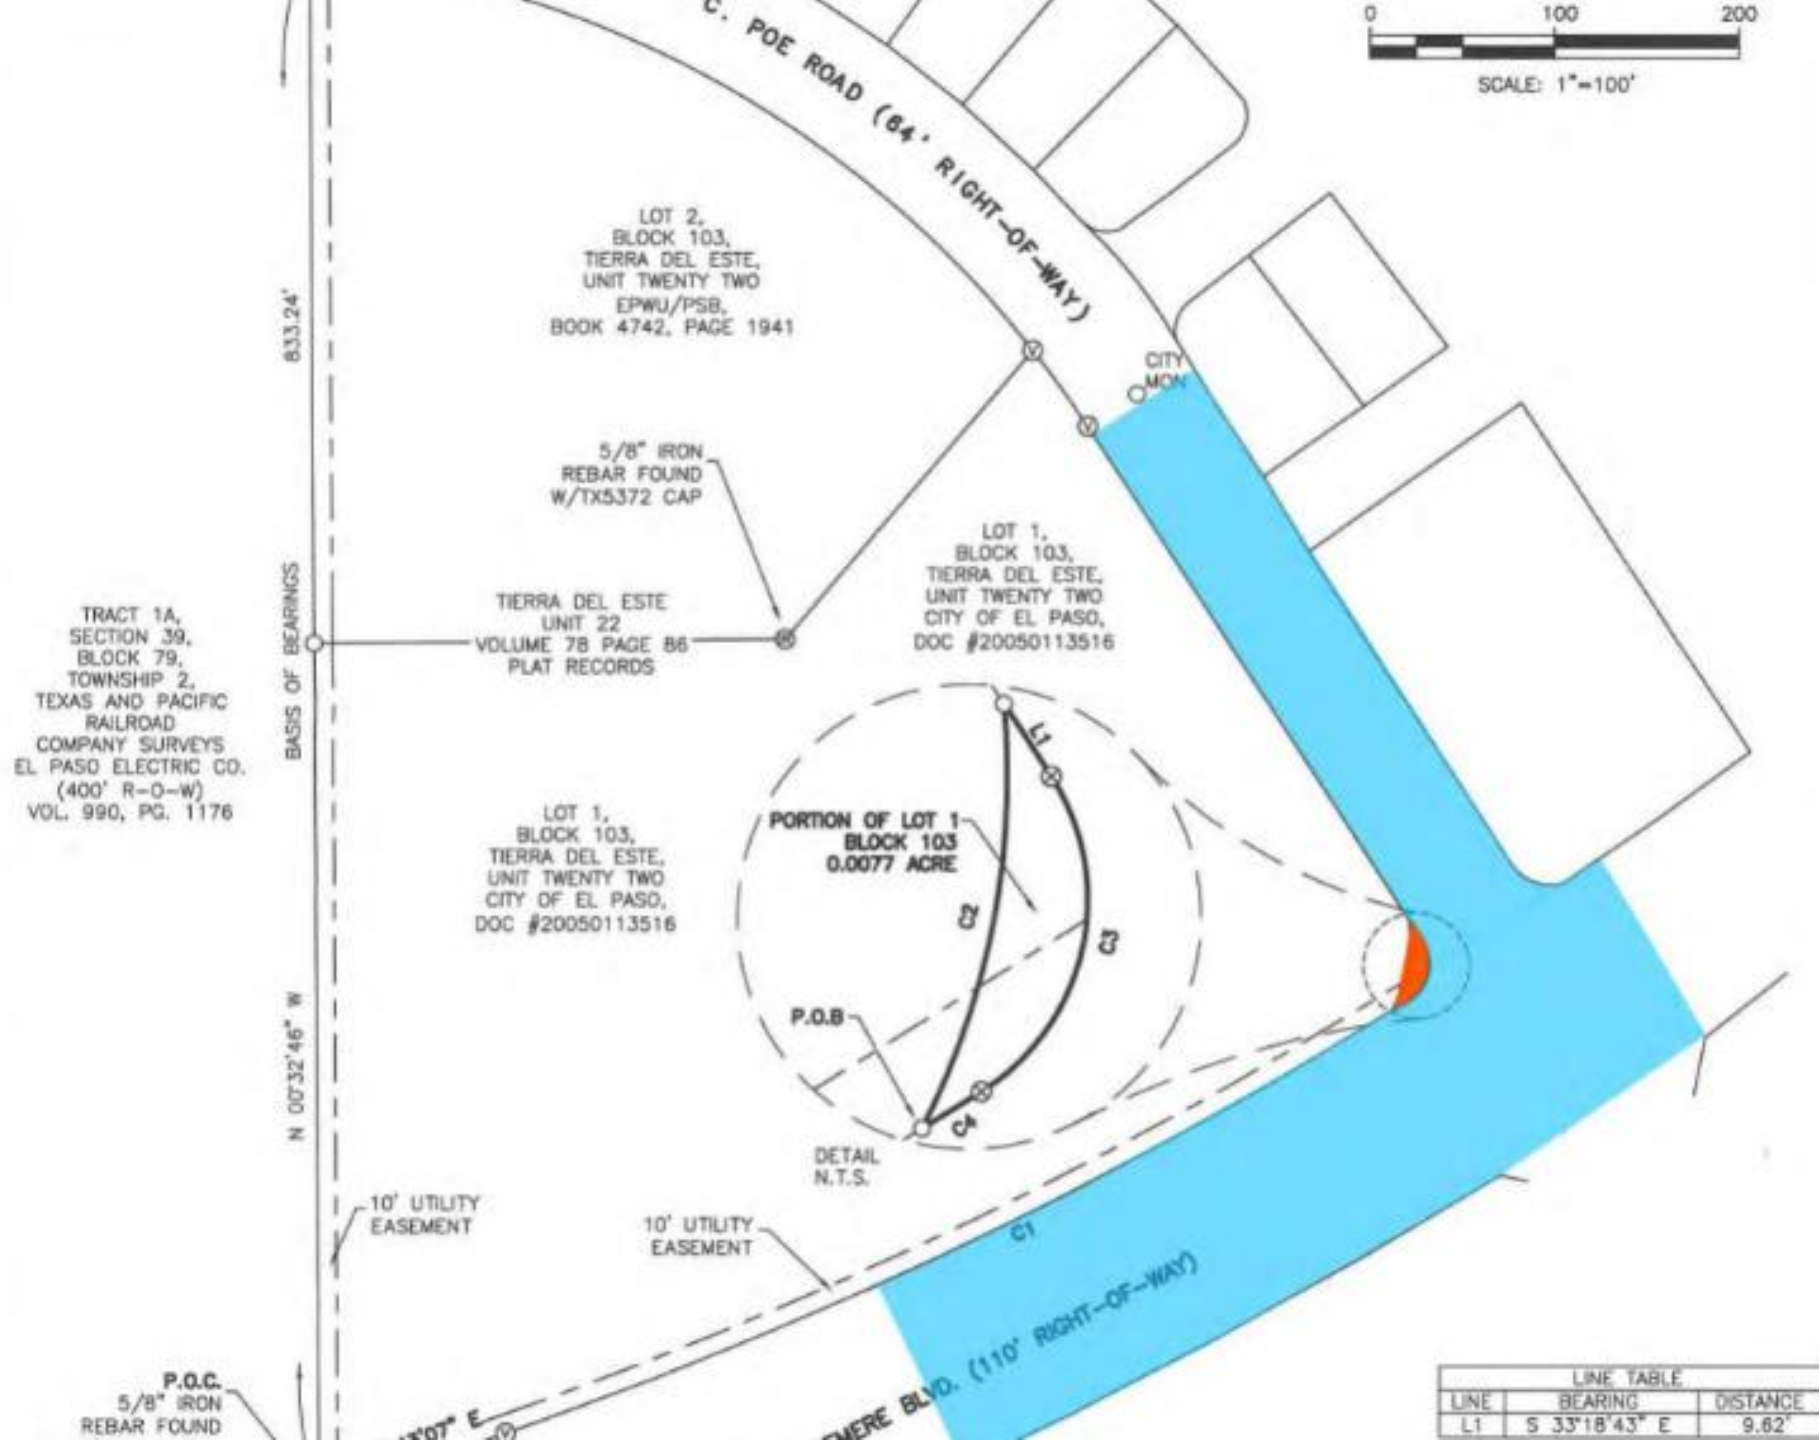 0 100 200
SCALE: 1"=100'
C. POE ROAD (64' RIGHT-OF-WAY)
LOT 2,
BLOCK 103,
TIERRA DEL ESTE,
UNIT TWENTY TWO
EPWU/PSB,
BOOK 4742, PAGE 1941
833.24'
CITY
MON
5/8" IRON
REBAR FOUND
W/TX5372 CAP
LOT 1,
BLOCK 103,
TIERRA DEL ESTE,
UNIT TWENTY TWO
CITY OF EL PASO,
DOC #20050113516
TIERRA DEL ESTE
UNIT 22
VOLUME 78 PAGE 86
PLAT RECORDS
BASIS OF BEARINGS
TRACT 1A,
SECTION 39,
BLOCK 79,
TOWNSHIP 2,
TEXAS AND PACIFIC
RAILROAD
COMPANY SURVEYS
EL PASO ELECTRIC CO.
(400' R-O-W)
VOL. 990, PG. 1176
L1
PORTION OF LOT 1
BLOCK 103
0.0077 ACRE
C2
C3
LOT 1,
BLOCK 103,
TIERRA DEL ESTE,
UNIT TWENTY TWO
CITY OF EL PASO,
DOC #20050113516
P.O.B
C4
N 00°32'46" W
DETAIL
N.T.S.
10' UTILITY
EASEMENT
10' UTILITY
EASEMENT
C1
EMERE BLVD. (110' RIGHT-OF-WAY)
P.O.C.
5/8" IRON
REBAR FOUND
3'07" E
LINE TABLE
LINE BEARING DISTANCE
L1 S 33°18'43" E 9.62'